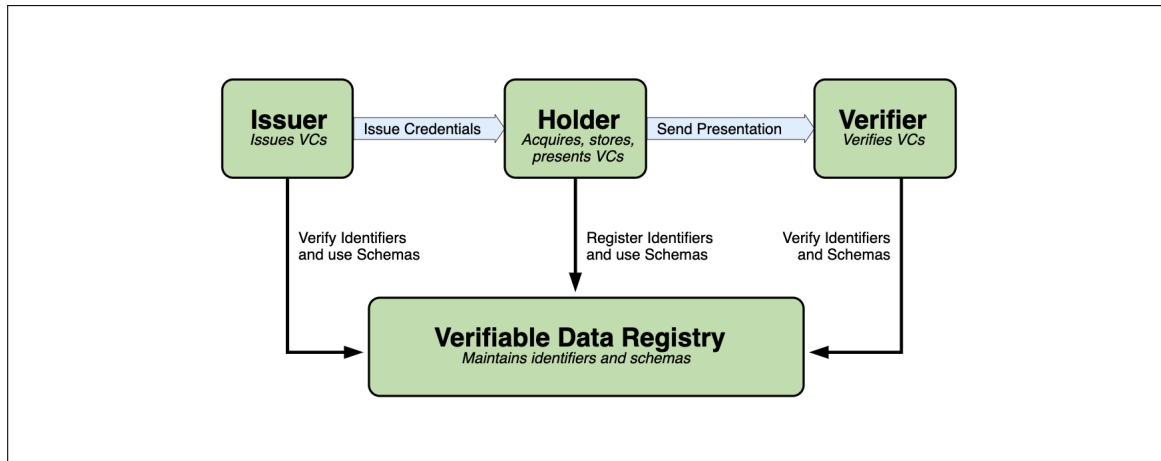 Issuer
Issues VCs
Issue Credentials
Holder
Acquires, stores,
presents VCs
Send Presentation
Verifier
Verifies VCs
Verify Identifiers
and use Schemas
Register Identifiers
and use Schemas
Verify Identifiers
and Schemas
Verifiable Data Registry
Maintains identifiers and schemas